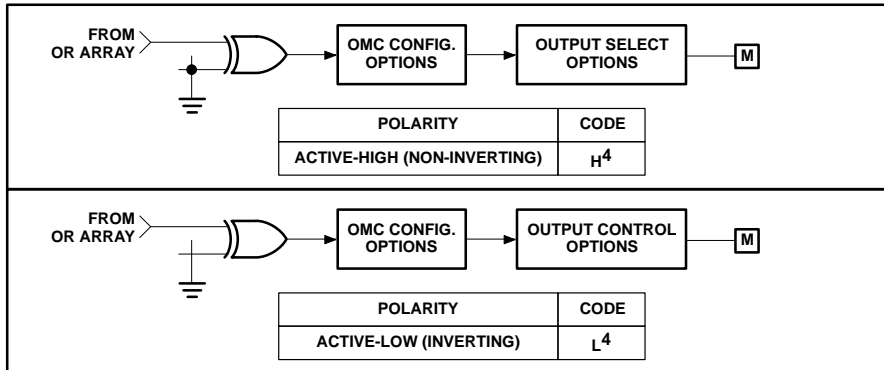 FROM
OR ARRAY
OMC CONFIG.
OPTIONS
OUTPUT SELECT
OPTIONS
M
POLARITY CODE
ACTIVE-HIGH (NON-INVERTING) H4
FROM
OR ARRAY
OMC CONFIG.
OPTIONS
OUTPUT CONTROL
OPTIONS
M
POLARITY CODE
ACTIVE-LOW (INVERTING) L4